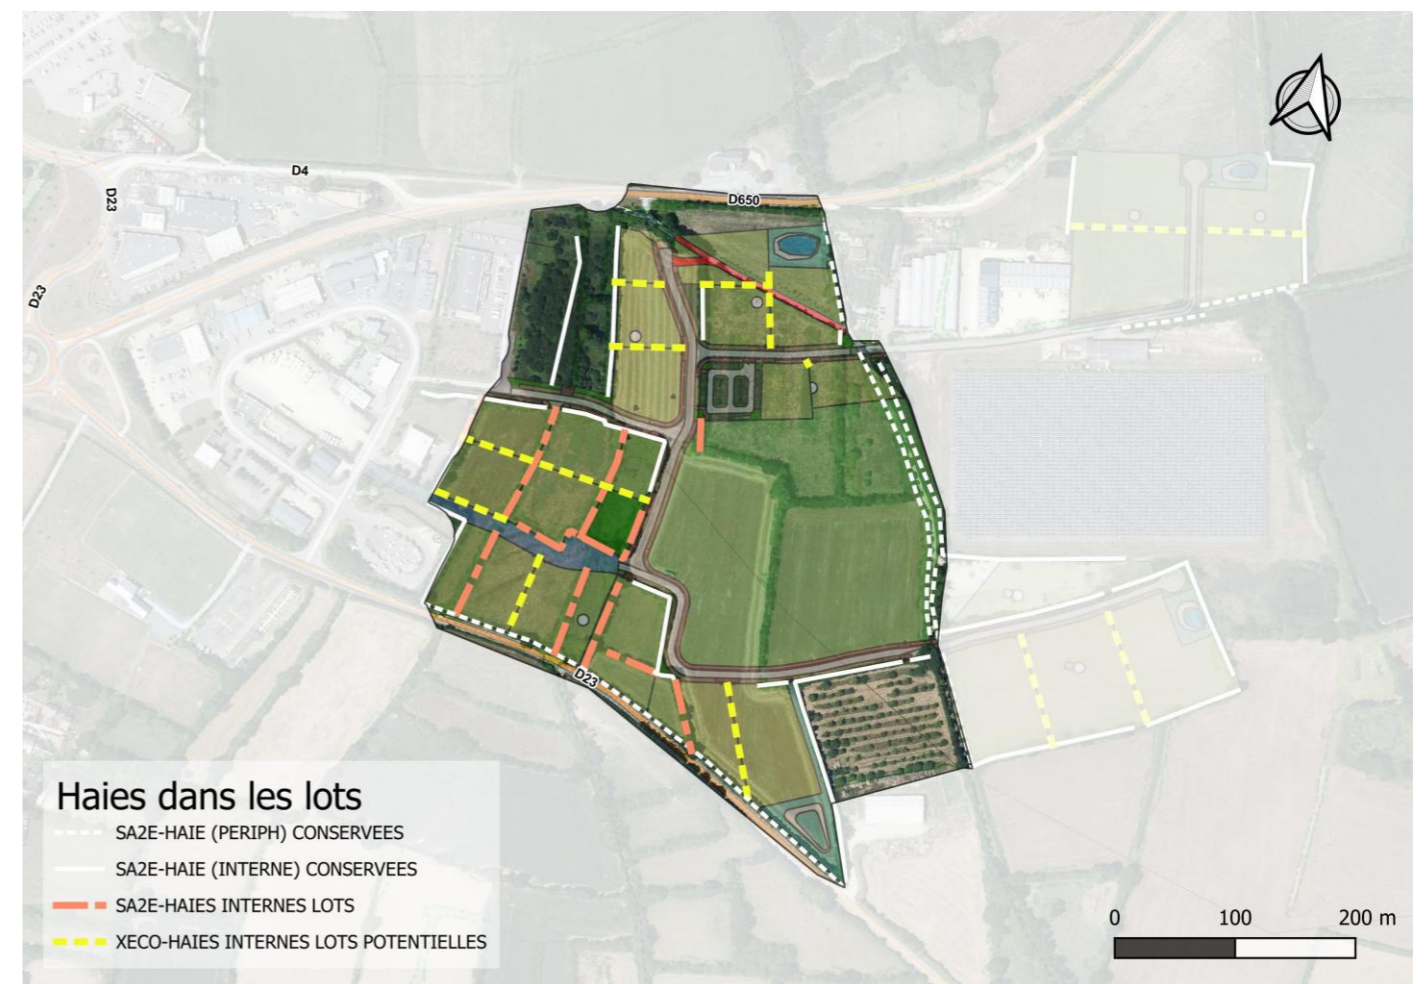 D4
D23
D650
D23
D23
Haies dans les lots
SA2E-HAIE (PERIPH) CONSERVEES
SA2E-HAIE (INTERNE) CONSERVEES
SA2E-HAIES INTERNES LOTS
XECO-HAIES INTERNES LOTS POTENTIELLES
0 100 200 m